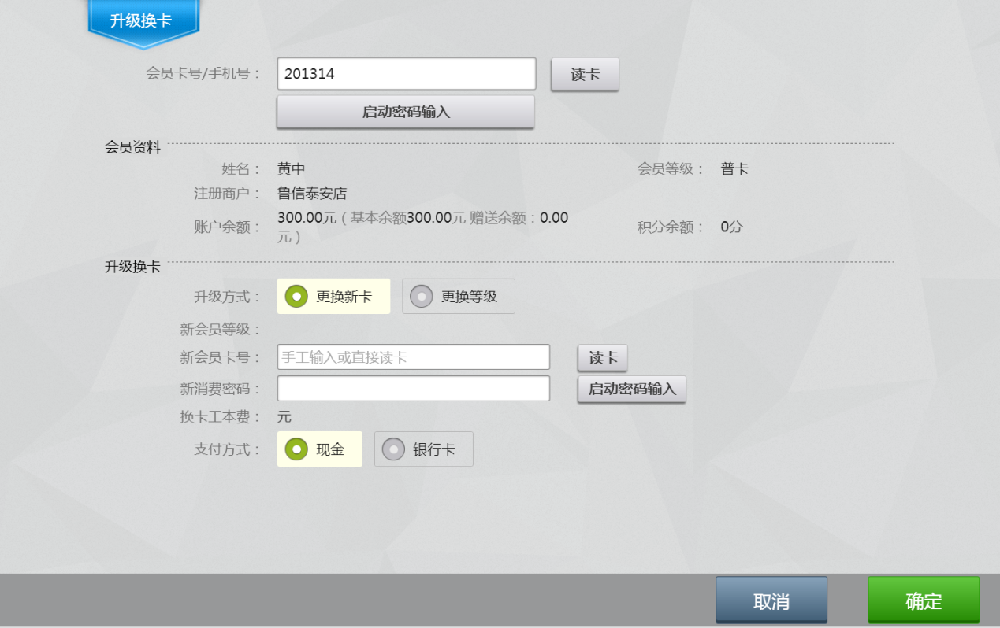 升级换卡
会员卡号/手机号： 201314 读卡
启动密码输入
会员资料
姓名： 黄中 会员等级： 普卡
注册商户： 鲁信泰安店
账户余额： 300.00元（基本余额300.00元 赠送余额：0.00
元） 积分余额： 0分
升级换卡
升级方式： 更换新卡 更换等级
新会员等级：
新会员卡号： 手工输入或直接读卡 读卡
新消费密码： 启动密码输入
换卡工本费： 元
支付方式： 现金 银行卡
取消 确定